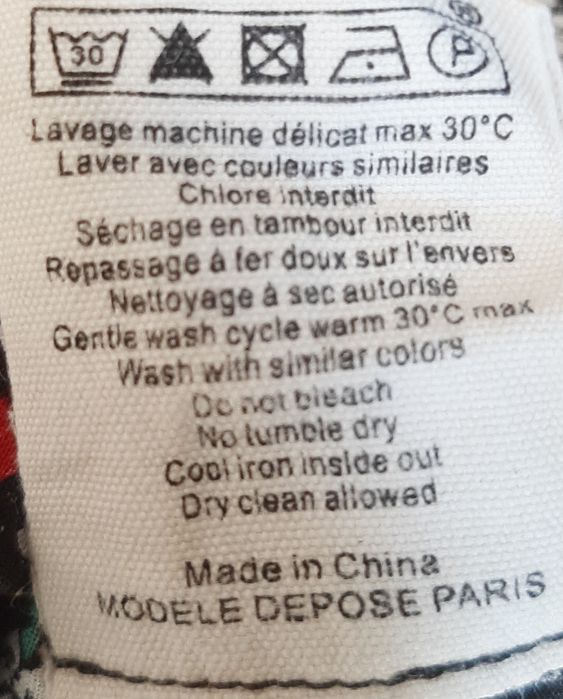 30 P
Lavage machine délicat max 30°C
Laver avec couleurs similaires
Chlore interdit
Séchage en tambour interdit
Repassage à fer doux sur l'envers
Nettoyage à sec autorisé
Gentle wash cycle warm 30°C max
Wash with similar colors
Do not bleach
No tumble dry
Cool iron inside out
Dry clean allowed
Made in China
MODELE DEPOSE PARIS